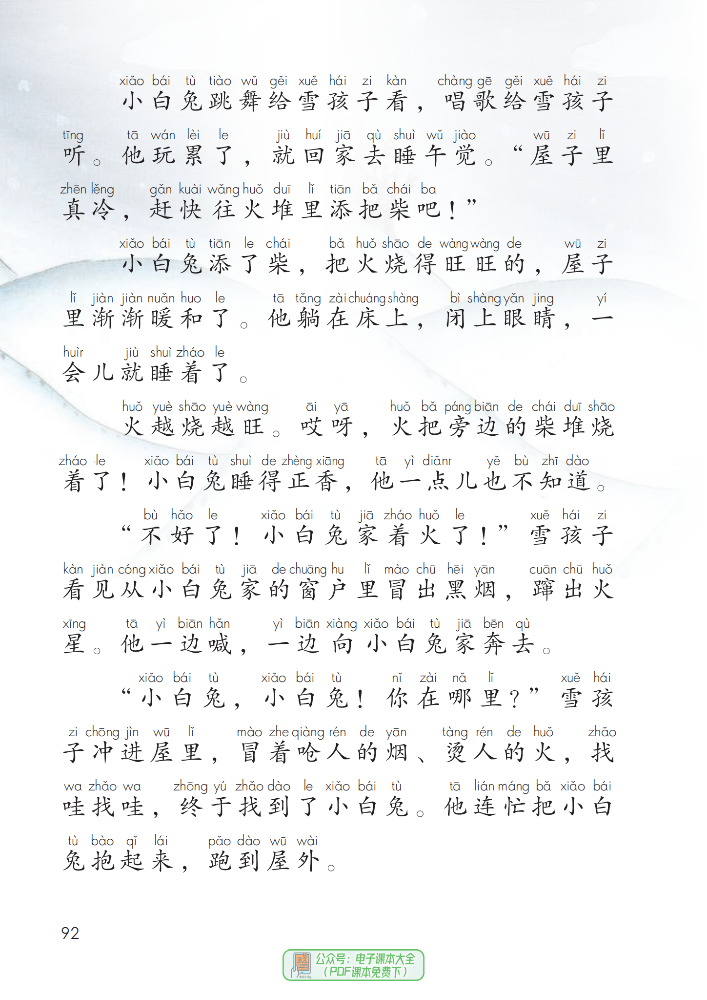 xiǎo bái tù tiào wǔ gěi xuě hái zi kàn chàng gē gěi xuě hái zi
小白兔跳舞给雪孩子看，唱歌给雪孩子
tīng tā wán lèi le jiù huí jiā qù shuì wǔ jiào wū zi lǐ
听。他玩累了，就回家去睡午觉。“屋子里
zhēn lěng gǎn kuài wǎng huǒ duī lǐ tiān bǎ chái ba
真冷，赶快往火堆里添把柴吧！”
xiǎo bái tù tiān le chái bǎ huǒ shāo de wàng wàng de wū zi
小白兔添了柴，把火烧得旺旺的，屋子
lǐ jiàn jiàn nuǎn huo le tā tǎng zài chuáng shàng bì shàng yǎn jing yí
里渐渐暖和了。他躺在床上，闭上眼睛，一
huìr jiù shuì zháo le
会儿就睡着了。
huǒ yuè shāo yuè wàng āi yā huǒ bǎ páng biān de chái duī shāo
火越烧越旺。哎呀，火把旁边的柴堆烧
zháo le xiǎo bái tù shuì de zhèng xiāng tā yì diǎnr yě bù zhī dào
着了！小白兔睡得正香，他一点儿也不知道。
bù hǎo le xiǎo bái tù jiā zháo huǒ le xuě hái zi
“不好了！小白兔家着火了！”雪孩子
kàn jiàn cóng xiǎo bái tù jiā de chuāng hu lǐ mào chū hēi yān cuān chū huǒ
看见从小白兔家的窗户里冒出黑烟，蹿出火
xīng tā yì biān hǎn yì biān xiàng xiǎo bái tù jiā bēn qù
星。他一边喊，一边向小白兔家奔去。
xiǎo bái tù xiǎo bái tù nǐ zài nǎ lǐ xuě hái
“小白兔，小白兔！你在哪里？”雪孩
zi chōng jìn wū lǐ mào zhe qiàng rén de yān tàng rén de huǒ zhǎo
子冲进屋里，冒着呛人的烟、烫人的火，找
wa zhǎo wa zhōng yú zhǎo dào le xiǎo bái tù tā lián máng bǎ xiǎo bái
哇找哇，终于找到了小白兔。他连忙把小白
tù bào qǐ lái pǎo dào wū wài
兔抱起来，跑到屋外。
92
语文
dzkbdq
公众号：电子课本大全
（PDF课本免费下）